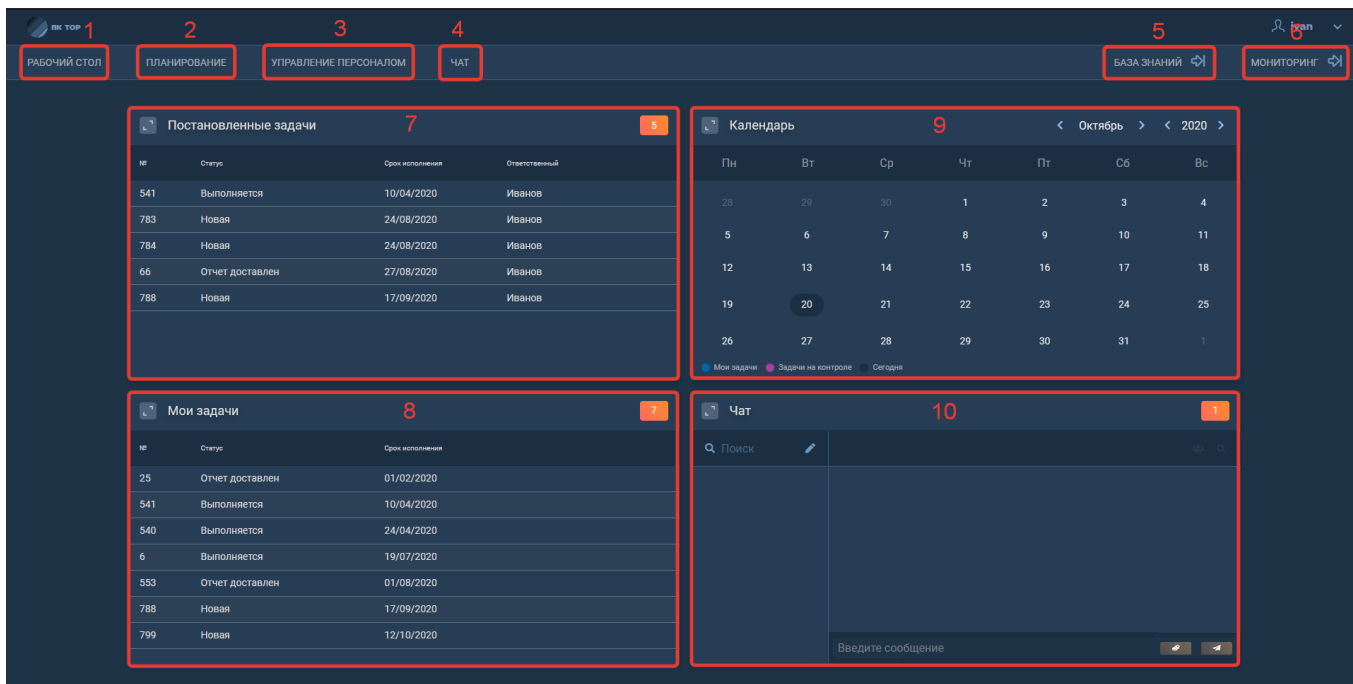 ПК ТОР 1 2 3 4 5 6 ivan
РАБОЧИЙ СТОЛ ПЛАНИРОВАНИЕ УПРАВЛЕНИЕ ПЕРСОНАЛОМ ЧАТ БАЗА ЗНАНИЙ МОНИТОРИНГ
Постановленные задачи 7 5
№ Статус Срок исполнения Ответственный
541 Выполняется 10/04/2020 Иванов
783 Новая 24/08/2020 Иванов
784 Новая 24/08/2020 Иванов
66 Отчет доставлен 27/08/2020 Иванов
788 Новая 17/09/2020 Иванов
Календарь 9 Октябрь 2020
Пн Вт Ср Чт Пт Сб Вс
28 29 30 1 2 3 4
5 6 7 8 9 10 11
12 13 14 15 16 17 18
19 20 21 22 23 24 25
26 27 28 29 30 31 1
Мои задачи Задачи на контроле Сегодня
Мои задачи 8 7
№ Статус Срок исполнения
25 Отчет доставлен 01/02/2020
541 Выполняется 10/04/2020
540 Выполняется 24/04/2020
6 Выполняется 19/07/2020
553 Отчет доставлен 01/08/2020
788 Новая 17/09/2020
799 Новая 12/10/2020
Чат 10 1
Поиск
Введите сообщение